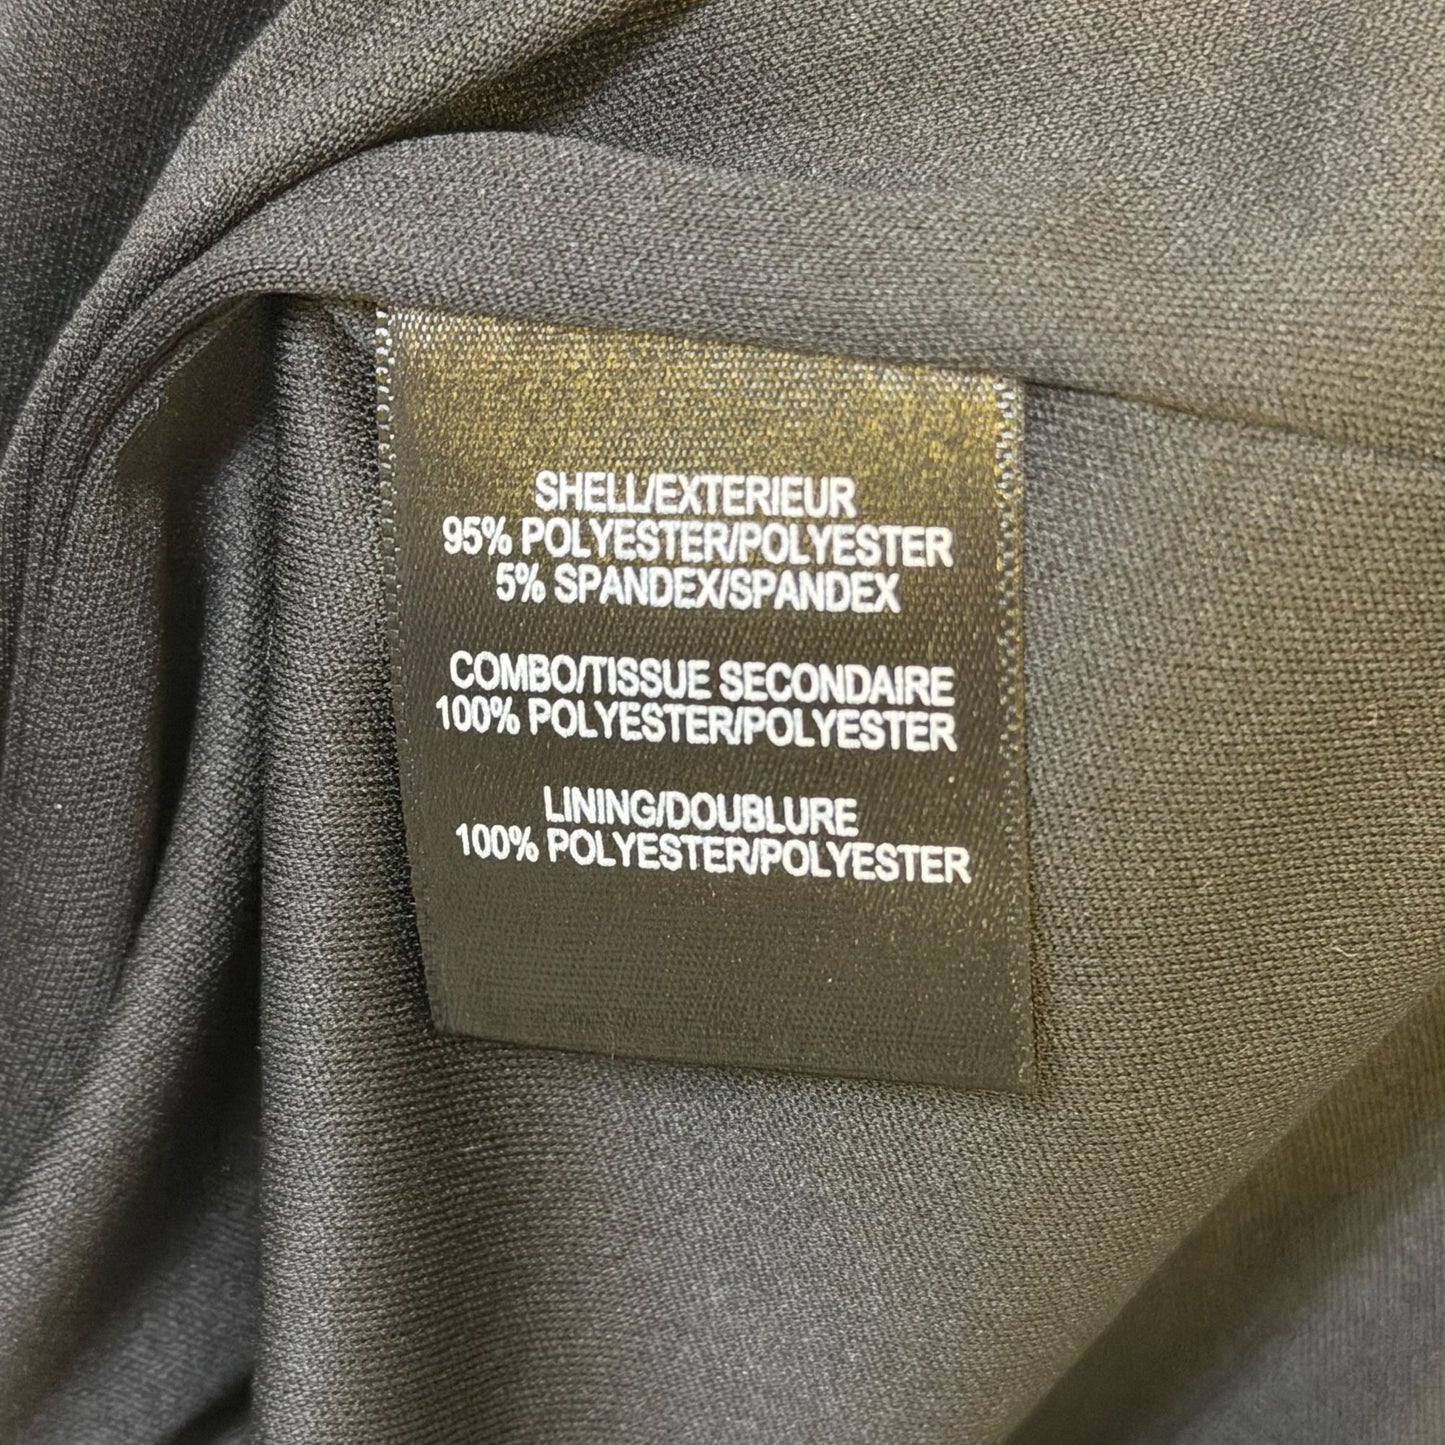 SHELL/EXTERIEUR
95% POLYESTER/POLYESTER
5% SPANDEX/SPANDEX
COMBO/TISSUE SECONDAIRE
100% POLYESTER/POLYESTER
LINING/DOUBLURE
100% POLYESTER/POLYESTER